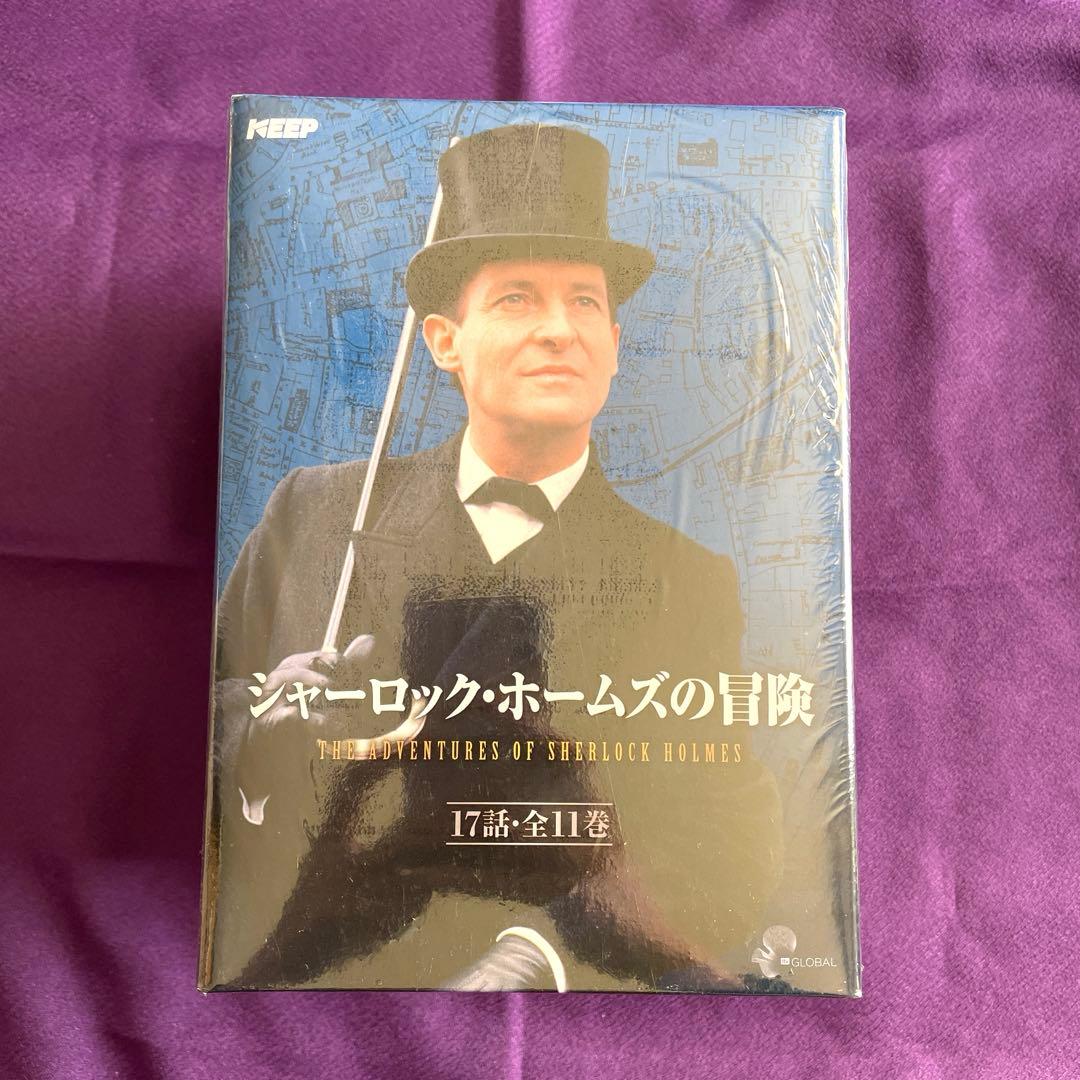 KEEP
シャーロック・ホームズの冒険
THE ADVENTURES OF SHERLOCK HOLMES
17話・全11巻
itv GLOBAL